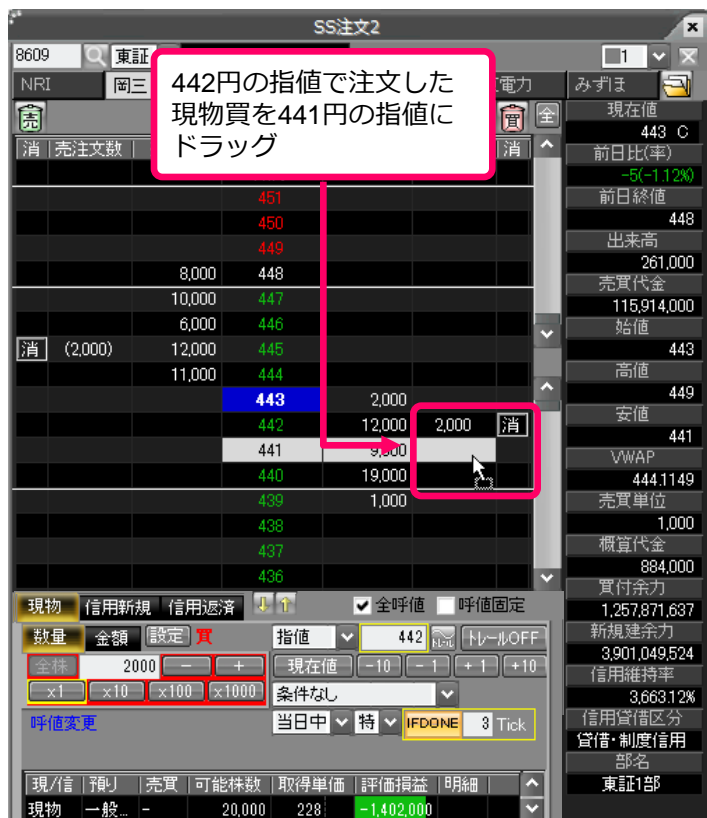 SS注文2
8609 東証 1
NRI 岡三 電力 みずほ
442円の指値で注文した
現物買を441円の指値に
ドラッグ
売 買 全
消 売注文数 消
451
450
449
8,000 448
10,000 447
6,000 446
消 (2,000) 12,000 445
11,000 444
443 2,000
442 12,000 2,000 消
441
440 19,000
439 1,000
438
437
436
現在値
443 C
前日比(率)
-5(-1.12%)
前日終値
448
出来高
261,000
売買代金
115,914,000
始値
443
高値
449
安値
441
VWAP
444.1149
売買単位
1,000
概算代金
884,000
買付余力
1,257,871,637
新規建余力
3,901,049,524
信用維持率
3,663.12%
信用貸借区分
貸借・制度信用
部名
東証1部
現物 信用新規 信用返済 全呼値 呼値固定
数量 金額 設定 買 指値 442 トレールOFF
全株 2000 - + 現在値 -10 -1 +1 +10
x1 x10 x100 x1000 条件なし
呼値変更 当日中 特 IFDONE 3 Tick
現/信 預り 売買 可能株数 取得単価 評価損益 明細
現物 一般... - 20,000 228 -1,402,000